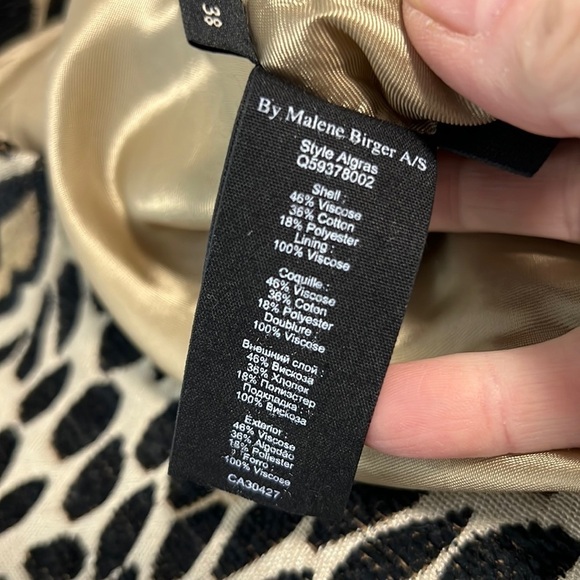 38
By Malene Birger A/S
Style Algras
Q59378002
Shell :
46% Viscose
36% Cotton
18% Polyester
Lining :
100% Viscose
Coquille :
46% Viscose
36% Coton
18% Polyester
Doublure :
100% Viscose
Внешний слой :
46% Вискоза
36% Хлопок
18% Полиэстер
Подкладка :
100% Вискоза
Exterior :
46% Viscose
36% Algodão
18% Poliester
Forro :
100% Viscose
CA30427